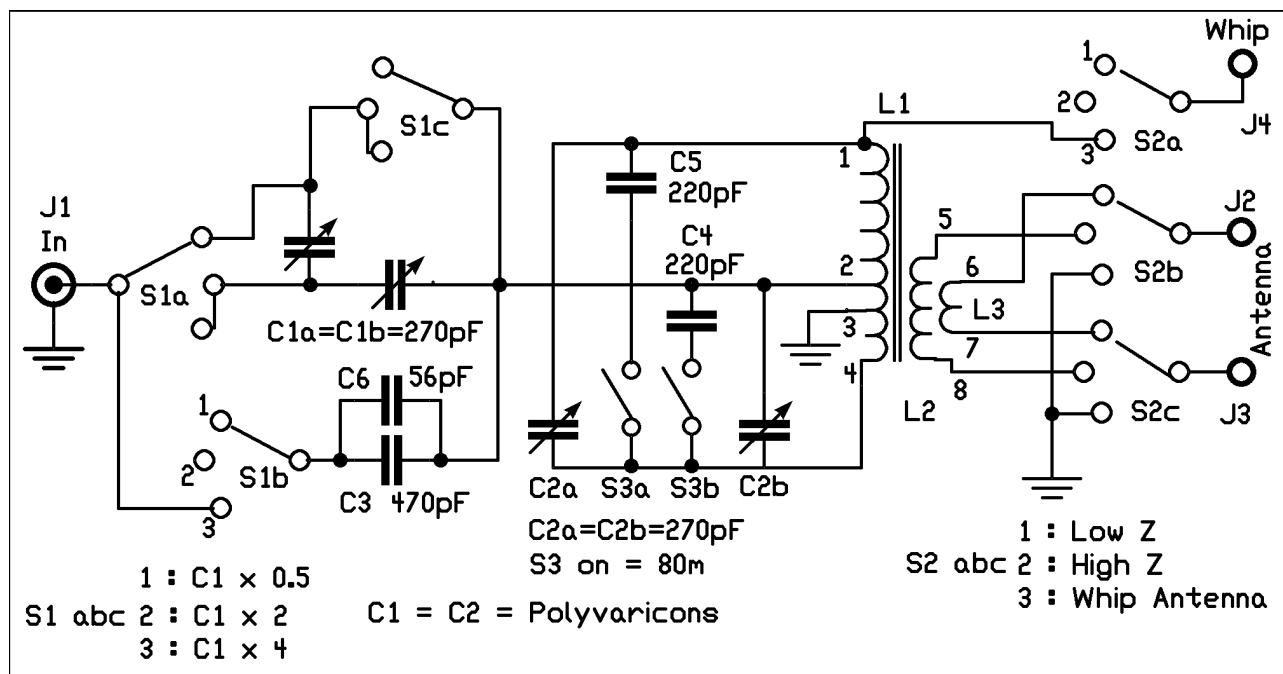 Whip
J4
1
2
3
S2a
L1
S1c
J1
In
S1a
C1a=C1b=270pF
C5
220pF
C4
220pF
1
2
3
4
5
6
7
8
L3
L2
S2b
J2
Antenna
S2c
J3
C6
56pF
1
2
3
S1b
C3
470pF
C2a
S3a
S3b
C2b
C2a=C2b=270pF
S3 on = 80m
1 : C1 x 0.5
S1 abc 2 : C1 x 2
3 : C1 x 4
C1 = C2 = Polyvaricons
1 : Low Z
S2 abc 2 : High Z
3 : Whip Antenna